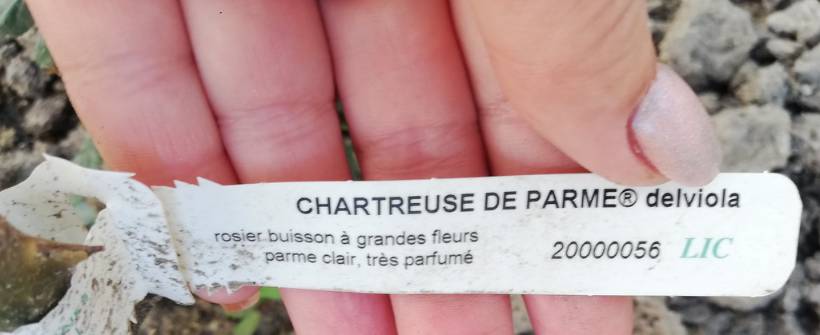 CHARTREUSE DE PARME® delviola
rosier buisson à grandes fleurs
parme clair, très parfumé
20000056 LIC